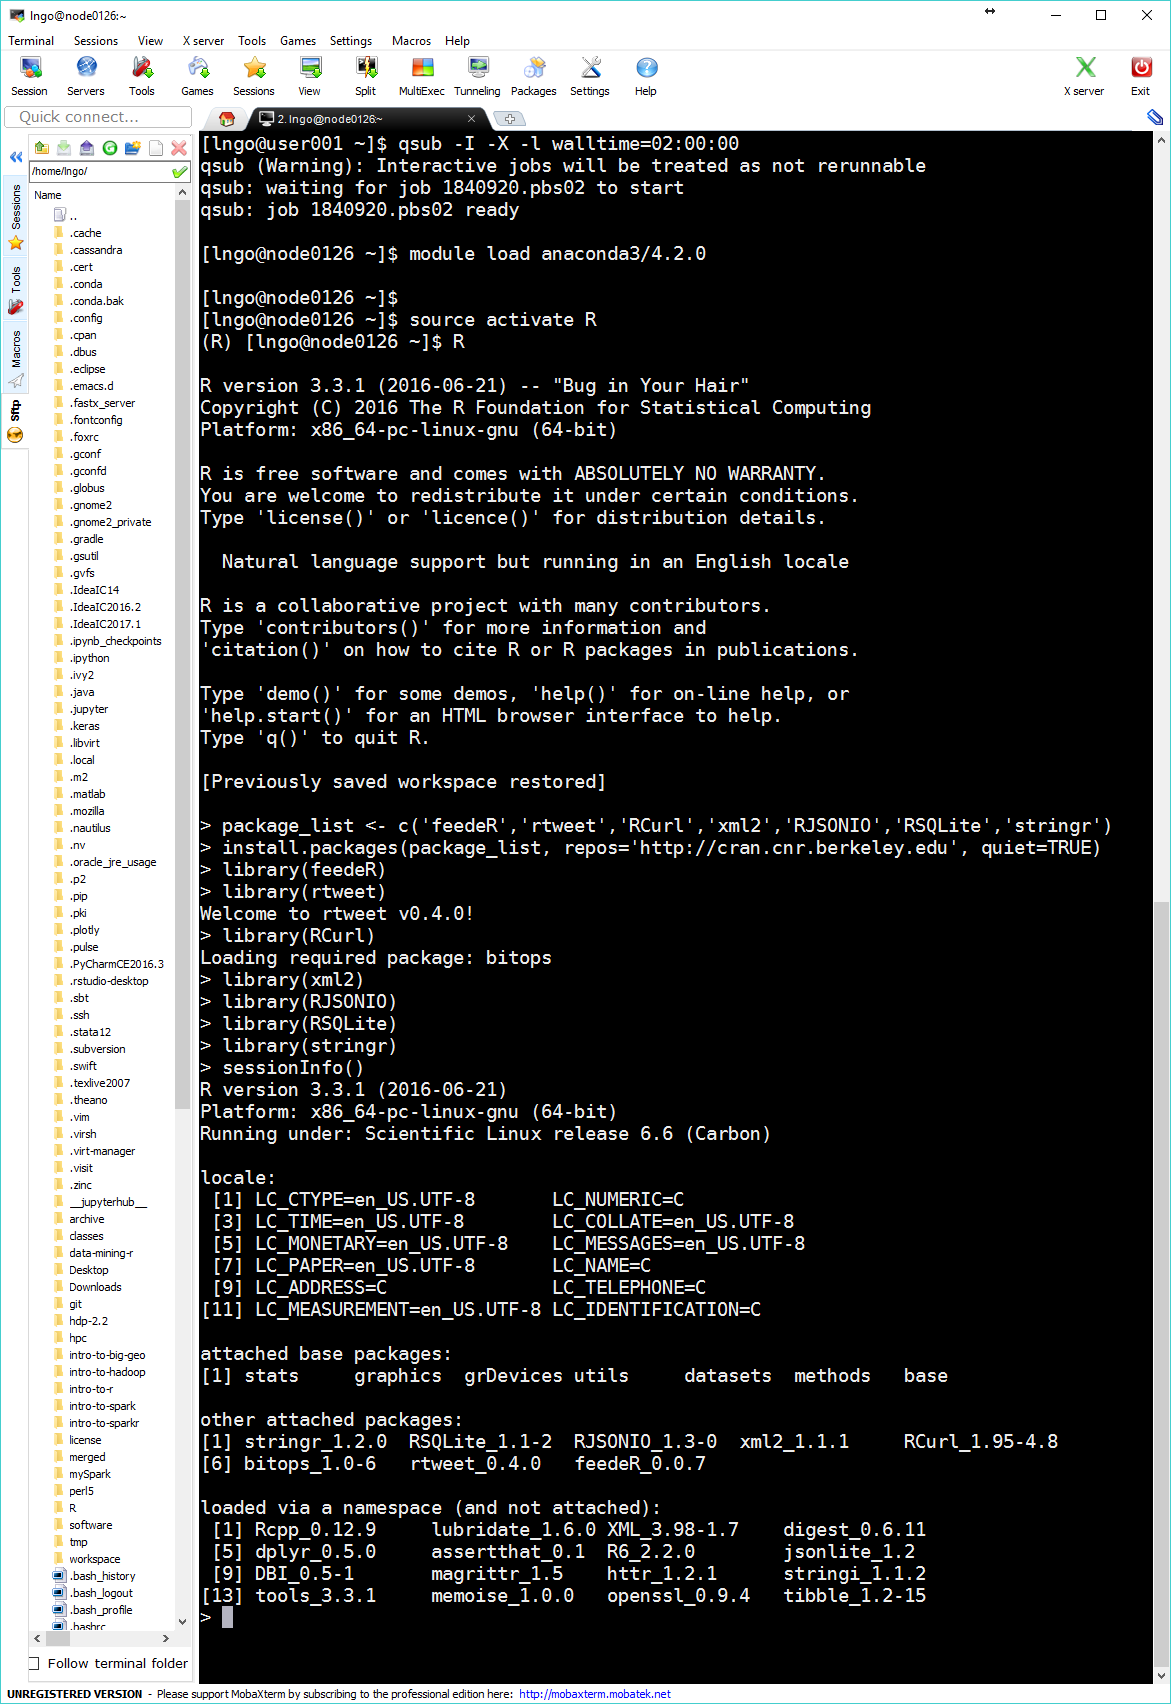 lngo@node0126:~
Terminal Sessions View X server Tools Games Settings Macros Help
Session Servers Tools Games Sessions View Split MultiExec Tunneling Packages Settings Help X server Exit
Quick connect...
2. lngo@node0126:~
/home/lngo/
Name
Sessions
Tools
Macros
Sftp
..
.cache
.cassandra
.cert
.conda
.conda.bak
.config
.cpan
.dbus
.eclipse
.emacs.d
.fastx_server
.fontconfig
.foxrc
.gconf
.gconfd
.globus
.gnome2
.gnome2_private
.gradle
.gsutil
.gvfs
.IdeaIC14
.IdeaIC2016.2
.IdeaIC2017.1
.ipynb_checkpoints
.ipython
.ivy2
.java
.jupyter
.keras
.libvirt
.local
.m2
.matlab
.mozilla
.nautilus
.nv
.oracle_jre_usage
.p2
.pip
.pki
.plotly
.pulse
.PyCharmCE2016.3
.rstudio-desktop
.sbt
.ssh
.stata12
.subversion
.swift
.texlive2007
.theano
.vim
.virsh
.virt-manager
.visit
.zinc
__jupyterhub__
archive
classes
data-mining-r
Desktop
Downloads
git
hdp-2.2
hpc
intro-to-big-geo
intro-to-hadoop
intro-to-r
intro-to-spark
intro-to-sparkr
license
merged
mySpark
perl5
R
software
tmp
workspace
.bash_history
.bash_logout
.bash_profile
.bashrc
Follow terminal folder
[lngo@user001 ~]$ qsub -I -X -l walltime=02:00:00
qsub (Warning): Interactive jobs will be treated as not rerunnable
qsub: waiting for job 1840920.pbs02 to start
qsub: job 1840920.pbs02 ready
[lngo@node0126 ~]$ module load anaconda3/4.2.0
[lngo@node0126 ~]$
[lngo@node0126 ~]$ source activate R
(R) [lngo@node0126 ~]$ R
R version 3.3.1 (2016-06-21) -- "Bug in Your Hair"
Copyright (C) 2016 The R Foundation for Statistical Computing
Platform: x86_64-pc-linux-gnu (64-bit)
R is free software and comes with ABSOLUTELY NO WARRANTY.
You are welcome to redistribute it under certain conditions.
Type 'license()' or 'licence()' for distribution details.
Natural language support but running in an English locale
R is a collaborative project with many contributors.
Type 'contributors()' for more information and
'citation()' on how to cite R or R packages in publications.
Type 'demo()' for some demos, 'help()' for on-line help, or
'help.start()' for an HTML browser interface to help.
Type 'q()' to quit R.
[Previously saved workspace restored]
> package_list <- c('feedeR','rtweet','RCurl','xml2','RJSONIO','RSQLite','stringr')
> install.packages(package_list, repos='http://cran.cnr.berkeley.edu', quiet=TRUE)
> library(feedeR)
> library(rtweet)
Welcome to rtweet v0.4.0!
> library(RCurl)
Loading required package: bitops
> library(xml2)
> library(RJSONIO)
> library(RSQLite)
> library(stringr)
> sessionInfo()
R version 3.3.1 (2016-06-21)
Platform: x86_64-pc-linux-gnu (64-bit)
Running under: Scientific Linux release 6.6 (Carbon)
locale:
[1] LC_CTYPE=en_US.UTF-8 LC_NUMERIC=C
[3] LC_TIME=en_US.UTF-8 LC_COLLATE=en_US.UTF-8
[5] LC_MONETARY=en_US.UTF-8 LC_MESSAGES=en_US.UTF-8
[7] LC_PAPER=en_US.UTF-8 LC_NAME=C
[9] LC_ADDRESS=C LC_TELEPHONE=C
[11] LC_MEASUREMENT=en_US.UTF-8 LC_IDENTIFICATION=C
attached base packages:
[1] stats graphics grDevices utils datasets methods base
other attached packages:
[1] stringr_1.2.0 RSQLite_1.1-2 RJSONIO_1.3-0 xml2_1.1.1 RCurl_1.95-4.8
[6] bitops_1.0-6 rtweet_0.4.0 feedeR_0.0.7
loaded via a namespace (and not attached):
[1] Rcpp_0.12.9 lubridate_1.6.0 XML_3.98-1.7 digest_0.6.11
[5] dplyr_0.5.0 assertthat_0.1 R6_2.2.0 jsonlite_1.2
[9] DBI_0.5-1 magrittr_1.5 httr_1.2.1 stringi_1.1.2
[13] tools_3.3.1 memoise_1.0.0 openssl_0.9.4 tibble_1.2-15
>
UNREGISTERED VERSION - Please support MobaXterm by subscribing to the professional edition here: http://mobaxterm.mobatek.net